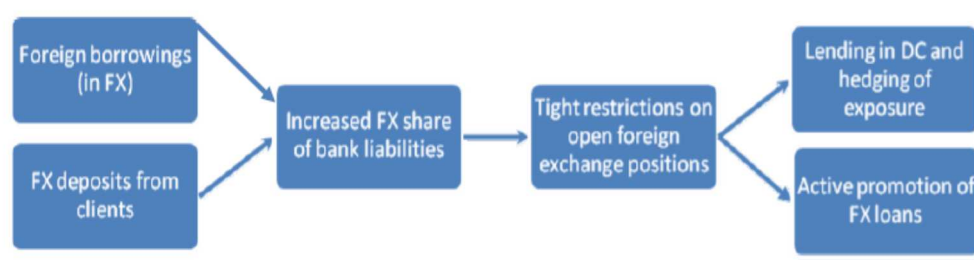 Foreign borrowings
(in FX)
FX deposits from
clients
Increased FX share
of bank liabilities
Tight restrictions on
open foreign
exchange positions
Lending in DC and
hedging of
exposure
Active promotion of
FX loans